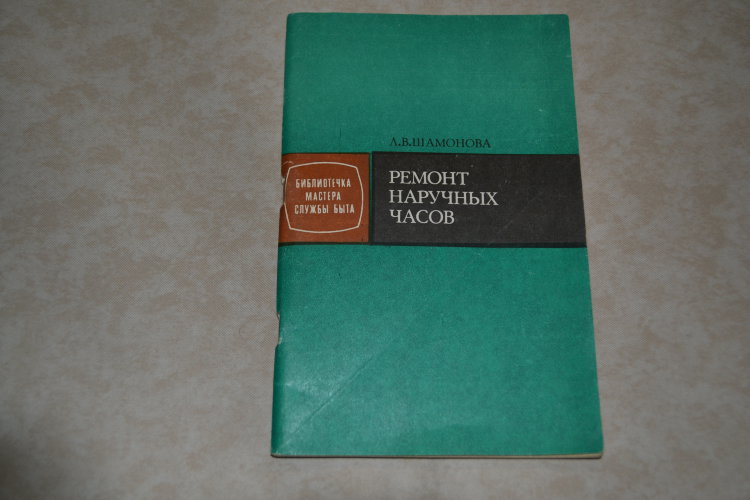 Л.В.ШАМОНОВА
БИБЛИОТЕЧКА
МАСТЕРА
СЛУЖБЫ БЫТА
РЕМОНТ
НАРУЧНЫХ
ЧАСОВ